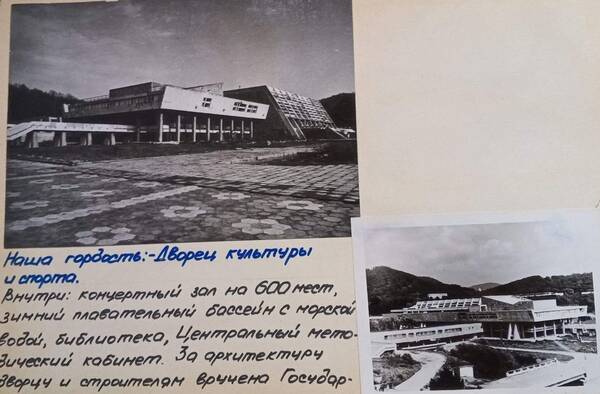 Наша гордость:-Дворец культуры
и спорта.
Внутри: концертный зал на 600 мест,
зимний плавательный бассейн с морской
водой, библиотека, Центральный мето-
дический кабинет. За архитектуру
дворцу и строителям вручена Государ-